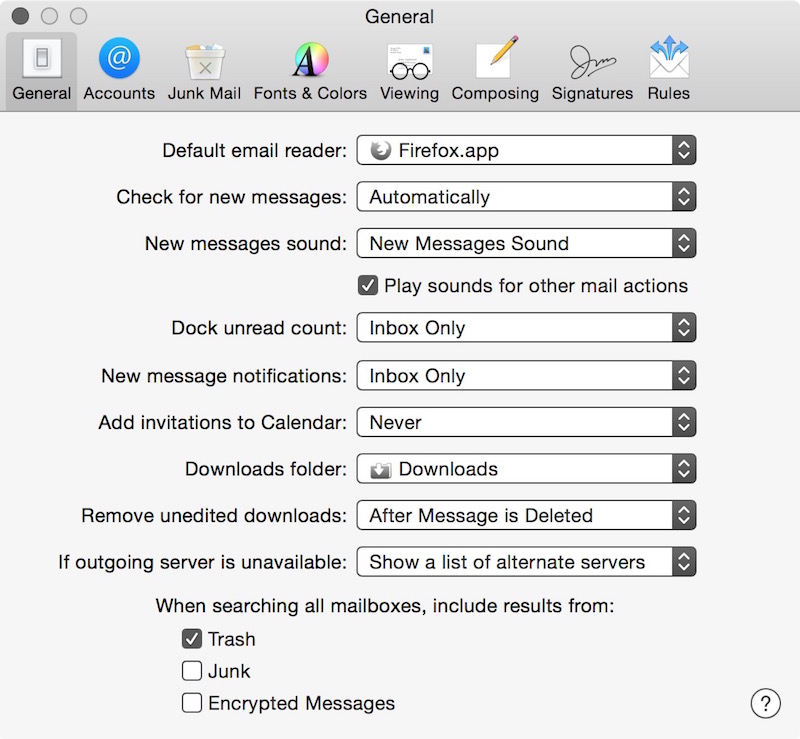 General
General Accounts Junk Mail Fonts & Colors Viewing Composing Signatures Rules
Default email reader: Firefox.app
Check for new messages: Automatically
New messages sound: New Messages Sound
Play sounds for other mail actions
Dock unread count: Inbox Only
New message notifications: Inbox Only
Add invitations to Calendar: Never
Downloads folder: Downloads
Remove unedited downloads: After Message is Deleted
If outgoing server is unavailable: Show a list of alternate servers
When searching all mailboxes, include results from:
Trash
Junk
Encrypted Messages
?